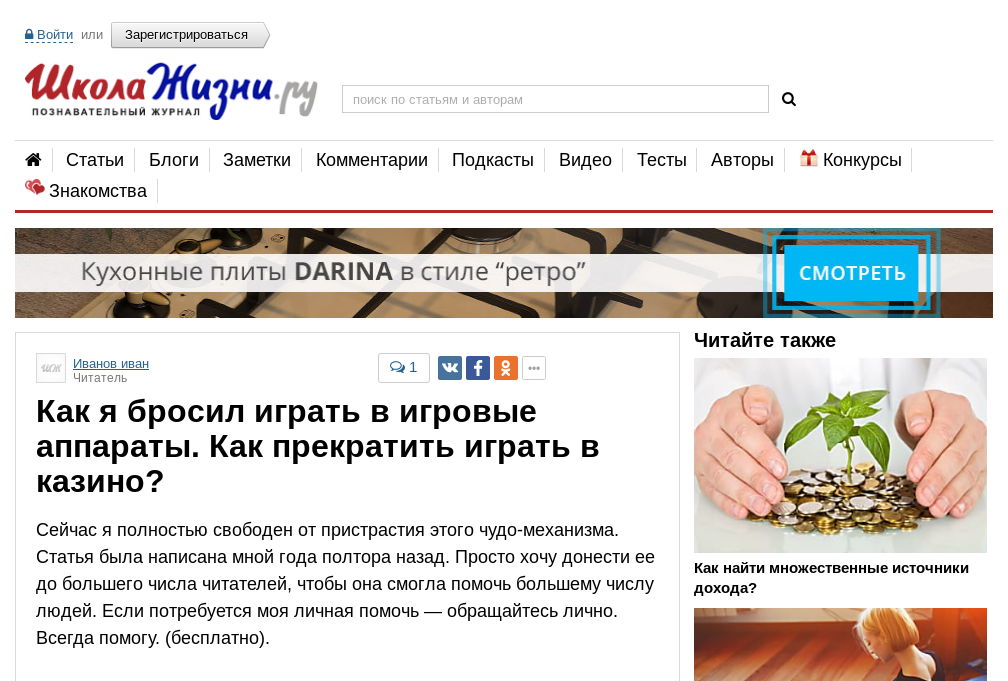 Войти или Зарегистрироваться
ШколаЖизни.ру
ПОЗНАВАТЕЛЬНЫЙ ЖУРНАЛ
поиск по статьям и авторам
Статьи Блоги Заметки Комментарии Подкасты Видео Тесты Авторы Конкурсы
Знакомства
Кухонные плиты DARINA в стиле “ретро” СМОТРЕТЬ
Иванов иван
Читатель
1
Как я бросил играть в игровые
аппараты. Как прекратить играть в
казино?
Сейчас я полностью свободен от пристрастия этого чудо-механизма.
Статья была написана мной года полтора назад. Просто хочу донести ее
до большего числа читателей, чтобы она смогла помочь большему числу
людей. Если потребуется моя личная помочь — обращайтесь лично.
Всегда помогу. (бесплатно).
Читайте также
Как найти множественные источники
дохода?